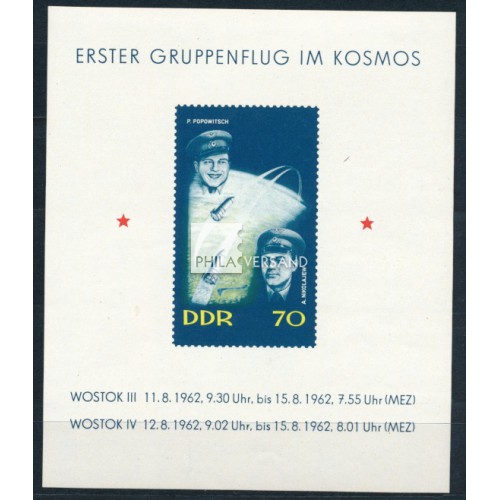 ERSTER GRUPPENFLUG IM KOSMOS
P. POPOWITSCH
PHILA VERSAND
A. NIKOLAJEW
DDR 70
WOSTOK III 11.8.1962, 9.30 Uhr, bis 15.8.1962, 7.55 Uhr (MEZ)
WOSTOK IV 12.8.1962, 9.02 Uhr, bis 15.8.1962, 8.01 Uhr (MEZ)